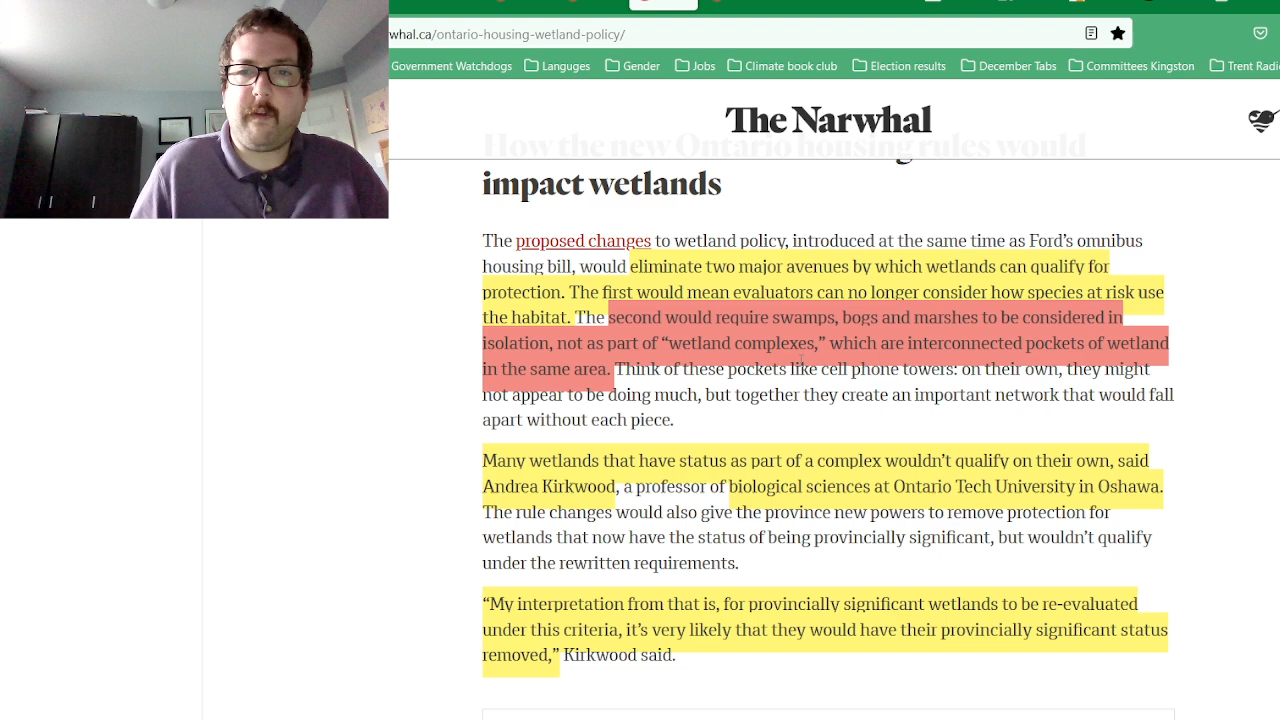 whal.ca/ontario-housing-wetland-policy/
Government Watchdogs Languges Gender Jobs Climate book club Election results December Tabs Committees Kingston Trent Radi
The Narwhal
How the new Ontario housing rules would
impact wetlands
The proposed changes to wetland policy, introduced at the same time as Ford’s omnibus
housing bill, would eliminate two major avenues by which wetlands can qualify for
protection. The first would mean evaluators can no longer consider how species at risk use
the habitat. The second would require swamps, bogs and marshes to be considered in
isolation, not as part of “wetland complexes,” which are interconnected pockets of wetland
in the same area. Think of these pockets like cell phone towers: on their own, they might
not appear to be doing much, but together they create an important network that would fall
apart without each piece.
Many wetlands that have status as part of a complex wouldn’t qualify on their own, said
Andrea Kirkwood, a professor of biological sciences at Ontario Tech University in Oshawa.
The rule changes would also give the province new powers to remove protection for
wetlands that now have the status of being provincially significant, but wouldn’t qualify
under the rewritten requirements.
“My interpretation from that is, for provincially significant wetlands to be re-evaluated
under this criteria, it’s very likely that they would have their provincially significant status
removed,” Kirkwood said.